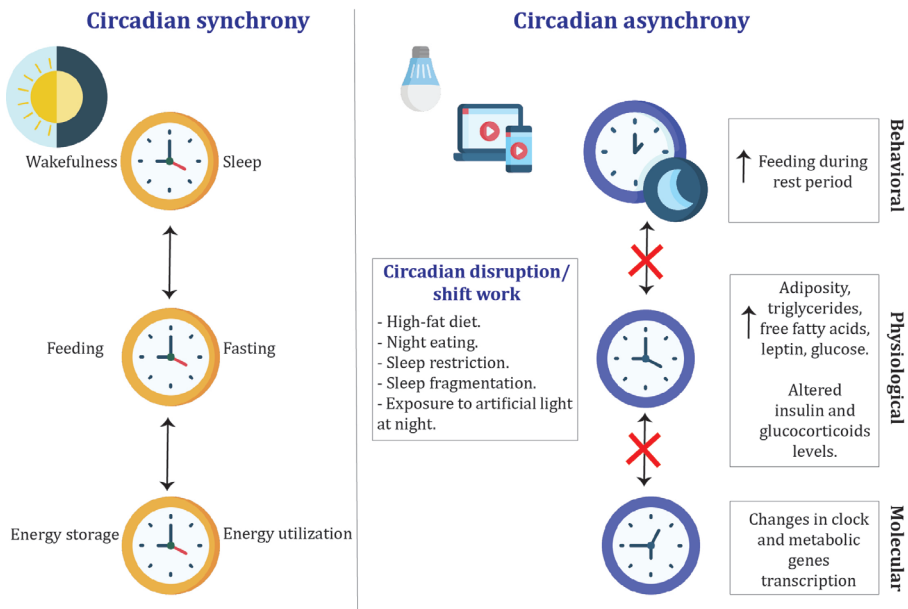 Circadian synchrony
Wakefulness
Sleep
Feeding
Fasting
Energy storage
Energy utilization
Circadian asynchrony
Circadian disruption/
shift work
- High-fat diet.
- Night eating.
- Sleep restriction.
- Sleep fragmentation.
- Exposure to artificial light
at night.
Feeding during
rest period
Behavioral
Adiposity,
triglycerides,
free fatty acids,
leptin, glucose.
Altered
insulin and
glucocorticoids
levels.
Physiological
Changes in clock
and metabolic
genes
transcription
Molecular